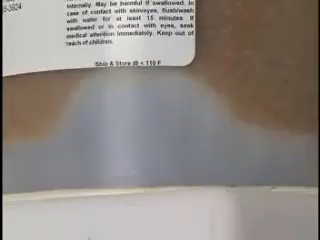 internally. May be harmful if swallowed. In
case of contact with skin/eyes, flush/wash
with water for at least 15 minutes. If
swallowed or in contact with eyes, seek
medical attention immediately. Keep out of
reach of children.
Ship & Store @ < 110 F